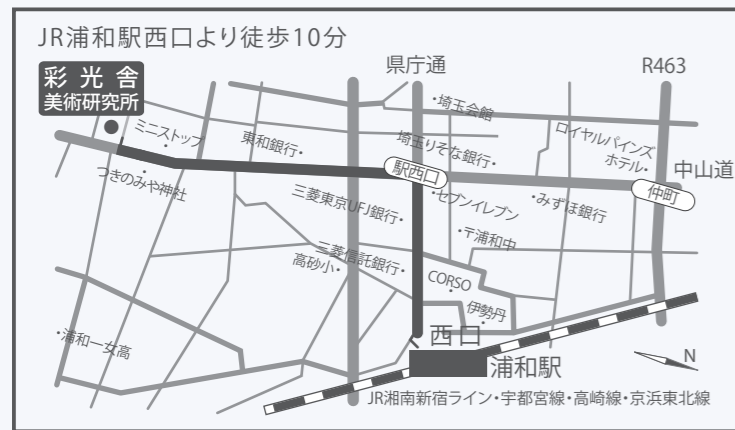 JR浦和駅西口より徒歩10分
彩光舎
美術研究所
県庁通
R463
ミニストップ
東和銀行
埼玉会館
埼玉りそな銀行
ロイヤルパインズ
ホテル
中山道
駅西口
仲町
つきのみや神社
三菱東京UFJ銀行
セブンイレブン
みずほ銀行
〒浦和中
三菱信託銀行
高砂小
CORSO
伊勢丹
浦和一女高
西口
浦和駅
N
JR湘南新宿ライン・宇都宮線・高崎線・京浜東北線